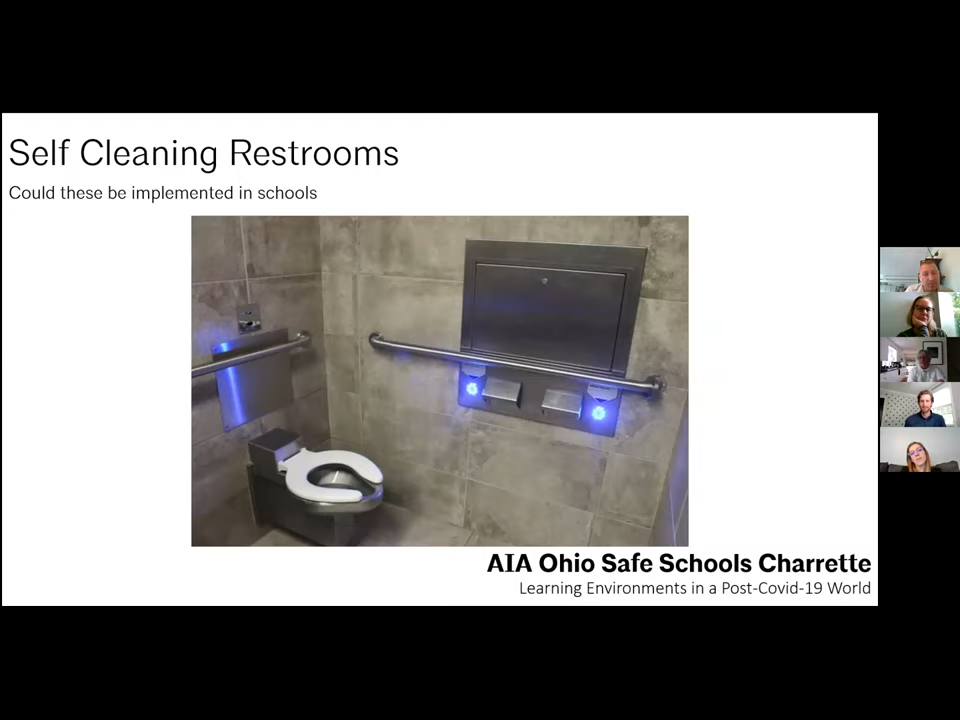 Self Cleaning Restrooms
Could these be implemented in schools
AIA Ohio Safe Schools Charrette
Learning Environments in a Post-Covid-19 World